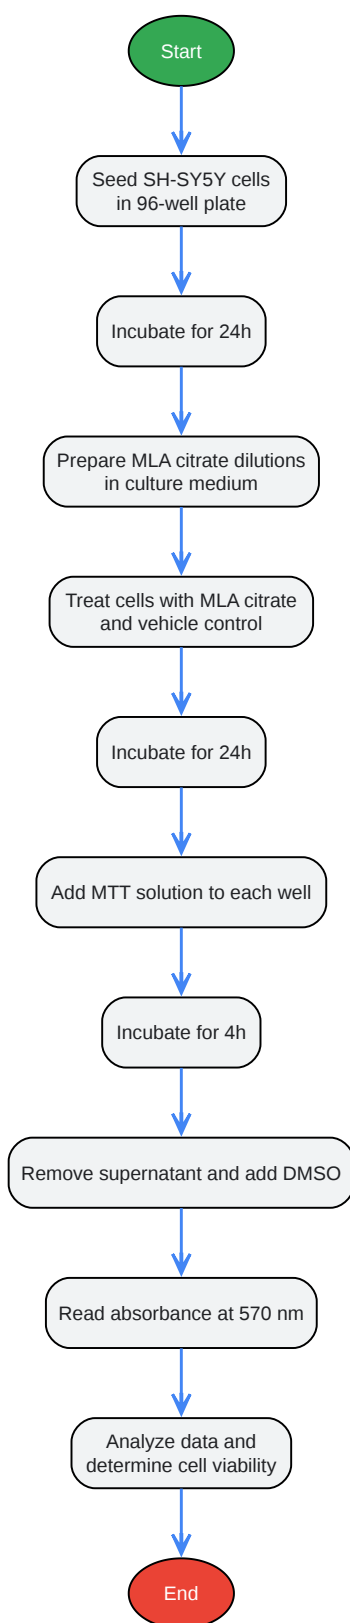 Start
Seed SH-SY5Y cells
in 96-well plate
Incubate for 24h
Prepare MLA citrate dilutions
in culture medium
Treat cells with MLA citrate
and vehicle control
Incubate for 24h
Add MTT solution to each well
Incubate for 4h
Remove supernatant and add DMSO
Read absorbance at 570 nm
Analyze data and
determine cell viability
End